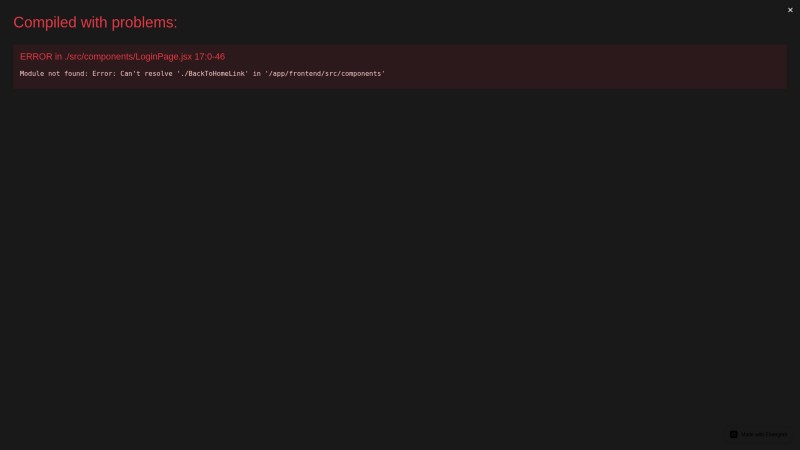 Compiled with problems:
×
ERROR in ./src/components/LoginPage.jsx 17:0-46
Module not found: Error: Can't resolve './BackToHomeLink' in '/app/frontend/src/components'